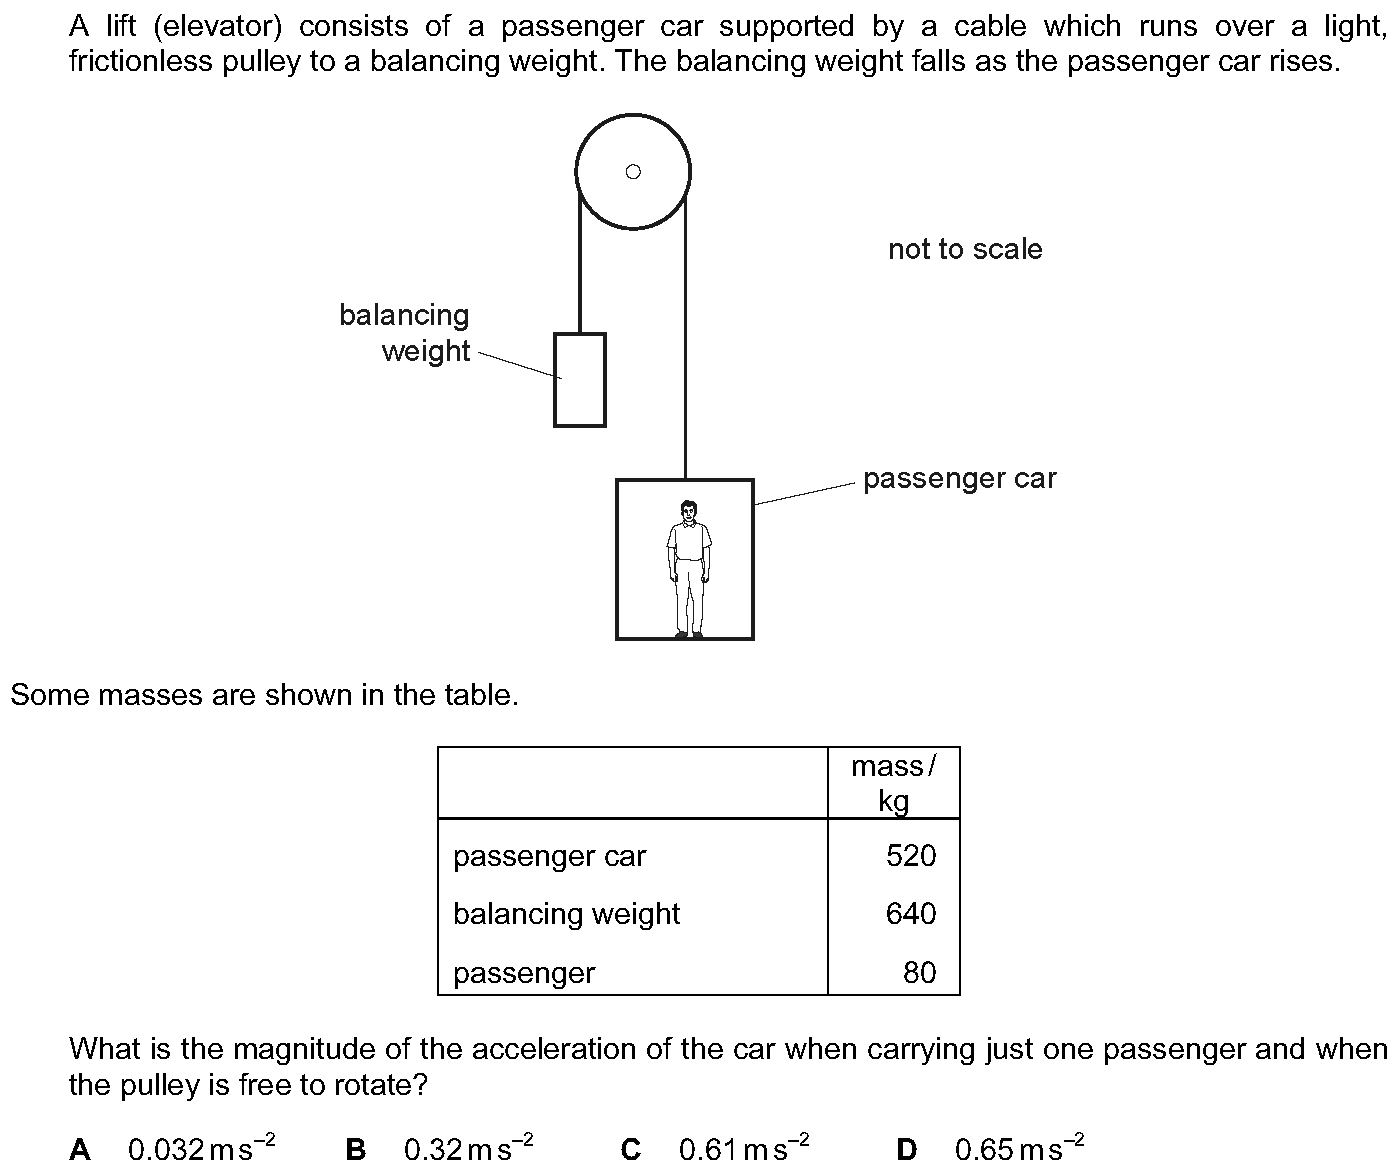 A lift (elevator) consists of a passenger car supported by a cable which runs over a light,
frictionless pulley to a balancing weight. The balancing weight falls as the passenger car rises.
not to scale
balancing
weight
passenger car
Some masses are shown in the table.
mass/
kg
passenger car 520
balancing weight 640
passenger 80
What is the magnitude of the acceleration of the car when carrying just one passenger and when
the pulley is free to rotate?
A 0.032 m s⁻² B 0.32 m s⁻² C 0.61 m s⁻² D 0.65 m s⁻²